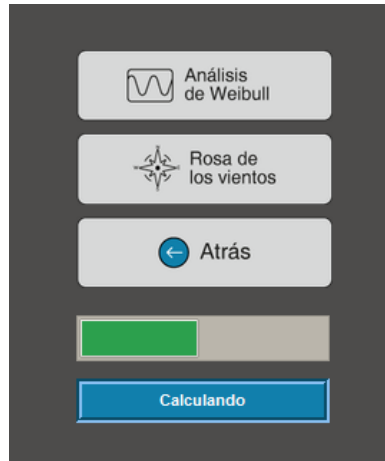 Análisis
de Weibull
Rosa de
los vientos
Atrás
Calculando